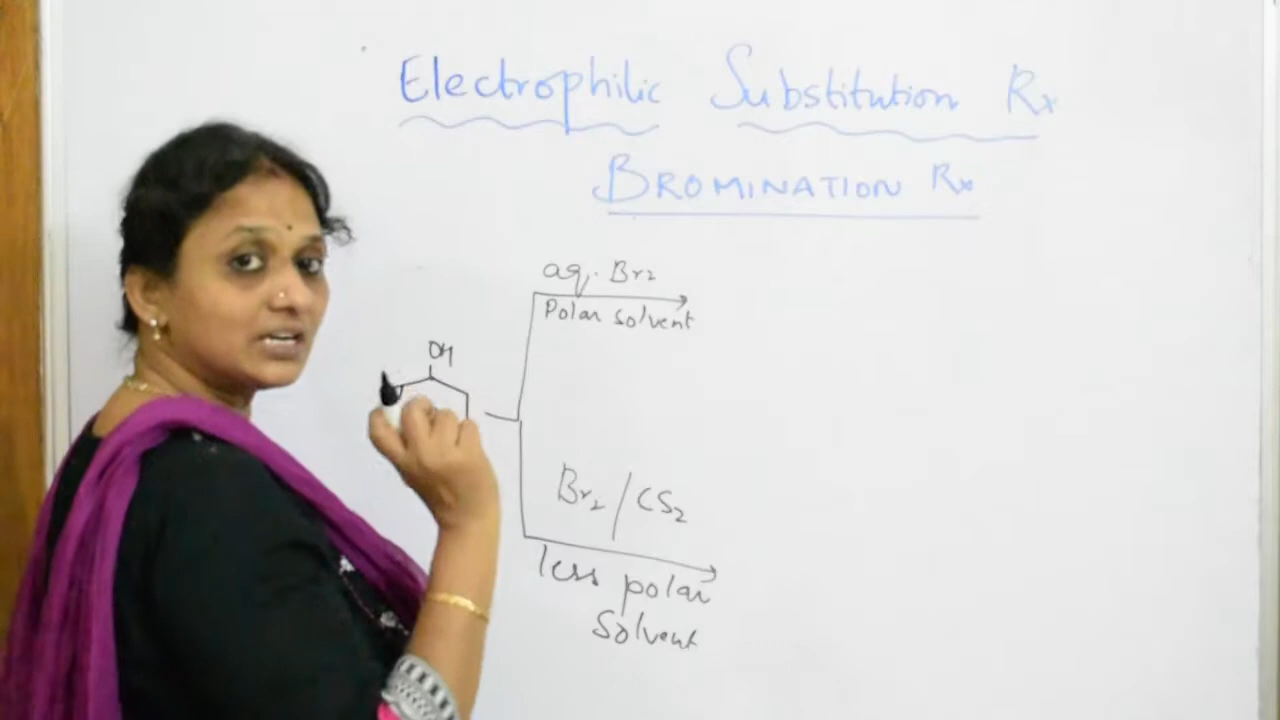 Electrophilic Substitution Rx
BROMINATION Rx
aq. Br2
Polar solvent
OH
Br2 / CS2
less polar
Solvent